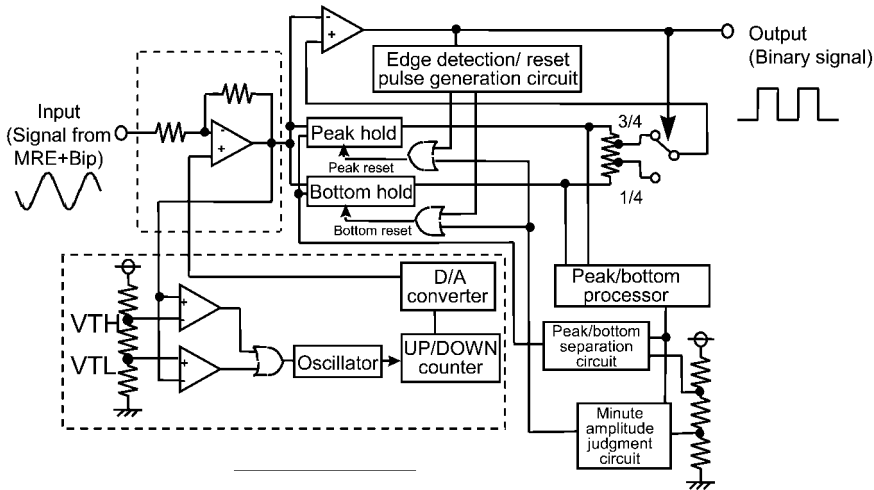 Output
(Binary signal)
Edge detection/ reset
pulse generation circuit
Input
(Signal from
MRE+Bip)
-
+
-
+
Peak hold
Peak reset
Bottom hold
Bottom reset
3/4
1/4
D/A
converter
Peak/bottom
processor
VTH
VTL
+
-
+
-
Oscillator
UP/DOWN
counter
Peak/bottom
separation
circuit
Minute
amplitude
judgment
circuit